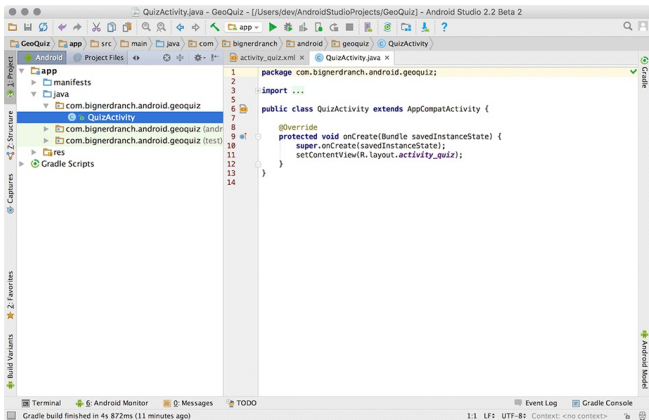 QuizActivity.java - GeoQuiz - [/Users/dev/AndroidStudioProjects/GeoQuiz] - Android Studio 2.2 Beta 2
app
GeoQuiz app src main java com bignerdranch android geoquiz QuizActivity
Android Project Files
activity_quiz.xml × QuizActivity.java ×
1: Project
Z: Structure
Captures
2: Favorites
Build Variants
app
manifests
java
com.bignerdranch.android.geoquiz
QuizActivity
com.bignerdranch.android.geoquiz (andr
com.bignerdranch.android.geoquiz (test)
res
Gradle Scripts
1 package com.bignerdranch.android.geoquiz;
2
3 import ...
5
6 public class QuizActivity extends AppCompatActivity {
7
8 @Override
9 protected void onCreate(Bundle savedInstanceState) {
10 super.onCreate(savedInstanceState);
11 setContentView(R.layout.activity_quiz);
12 }
13 }
14
Gradle
Android Model
Terminal 6: Android Monitor 0: Messages TODO Event Log Gradle Console
Gradle build finished in 4s 872ms (11 minutes ago) 1:1 LF÷ UTF-8÷ Context: <no context>